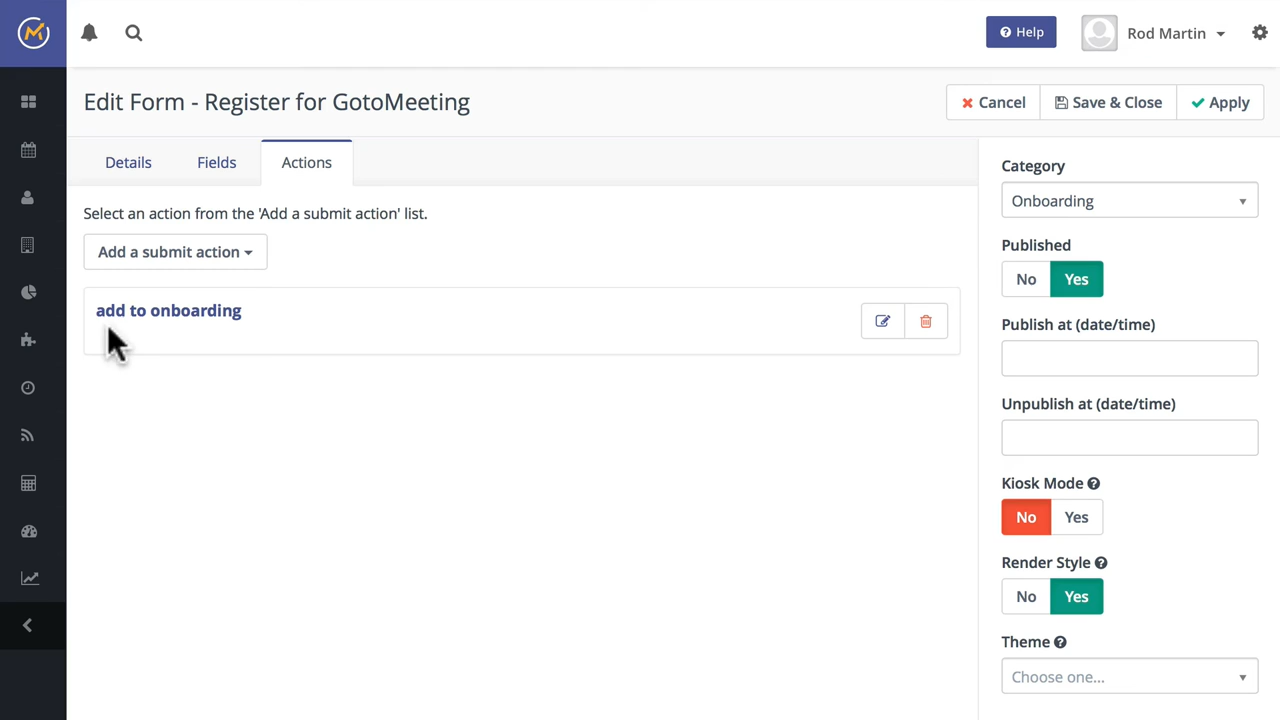 Help
Rod Martin
Edit Form - Register for GotoMeeting
Cancel
Save & Close
Apply
Details
Fields
Actions
Select an action from the 'Add a submit action' list.
Add a submit action
add to onboarding
Category
Onboarding
Published
No
Yes
Publish at (date/time)
Unpublish at (date/time)
Kiosk Mode
No
Yes
Render Style
No
Yes
Theme
Choose one...